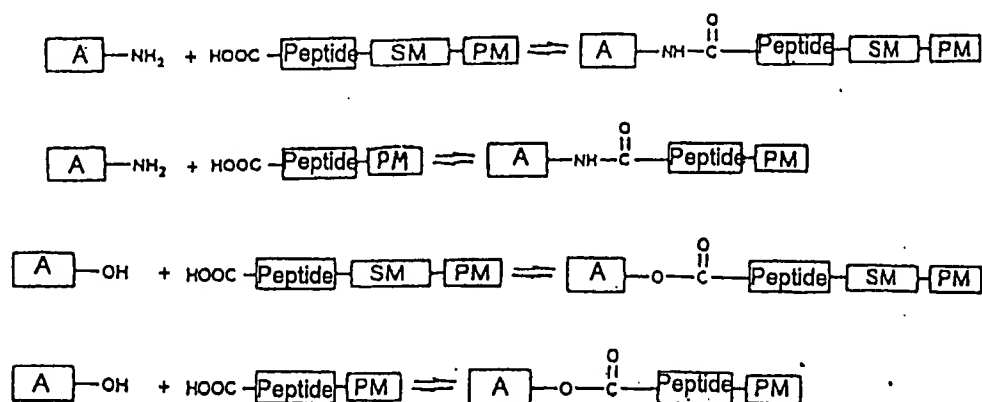 A -NH₂ + HOOC- Peptide - SM - PM ⇌ A -NH-C(=O)- Peptide - SM - PM
A -NH₂ + HOOC- Peptide - PM ⇌ A -NH-C(=O)- Peptide - PM
A -OH + HOOC- Peptide - SM - PM ⇌ A -O-C(=O)- Peptide - SM - PM
A -OH + HOOC- Peptide - PM ⇌ A -O-C(=O)- Peptide - PM